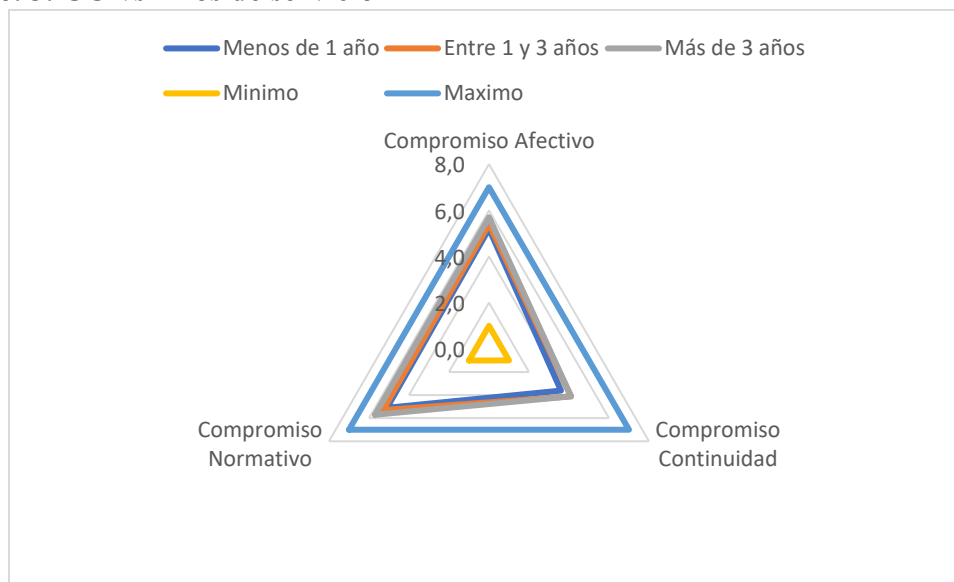 Menos de 1 año
Entre 1 y 3 años
Más de 3 años
Minimo
Maximo
Compromiso Afectivo
8,0
6,0
4,0
2,0
0,0
Compromiso
Normativo
Compromiso
Continuidad